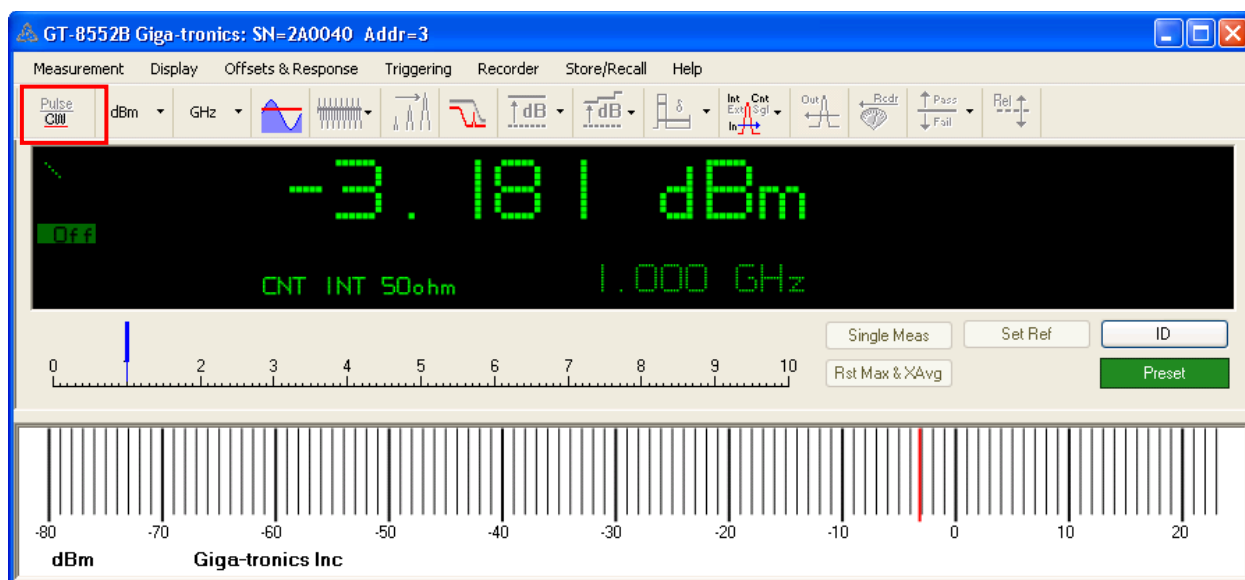 GT-8552B Giga-tronics: SN=2A0040 Addr=3
Measurement Display Offsets & Response Triggering Recorder Store/Recall Help
Pulse
CW
dBm GHz dB dB δ
Int Cnt
Ext Sgl
In
Out
Rcdr
Pass
Fail
Rel
-3.181 dBm
Off
CNT INT 50ohm 1.000 GHz
Single Meas Set Ref ID
0 2 3 4 5 6 7 8 9 10
Rst Max & XAvg Preset
-80 -70 -60 -50 -40 -30 -20 -10 0 10 20
dBm Giga-tronics Inc